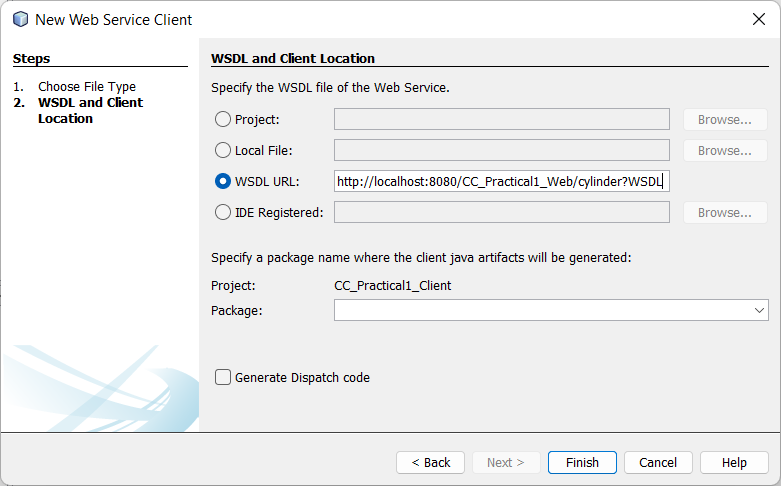 New Web Service Client
Steps
1. Choose File Type
2. WSDL and Client
Location
WSDL and Client Location
Specify the WSDL file of the Web Service.
Project:
Browse...
Local File:
Browse...
WSDL URL:
http://localhost:8080/CC_Practical1_Web/cylinder?WSDL
IDE Registered:
Browse...
Specify a package name where the client java artifacts will be generated:
Project: CC_Practical1_Client
Package:
Generate Dispatch code
< Back Next > Finish Cancel Help